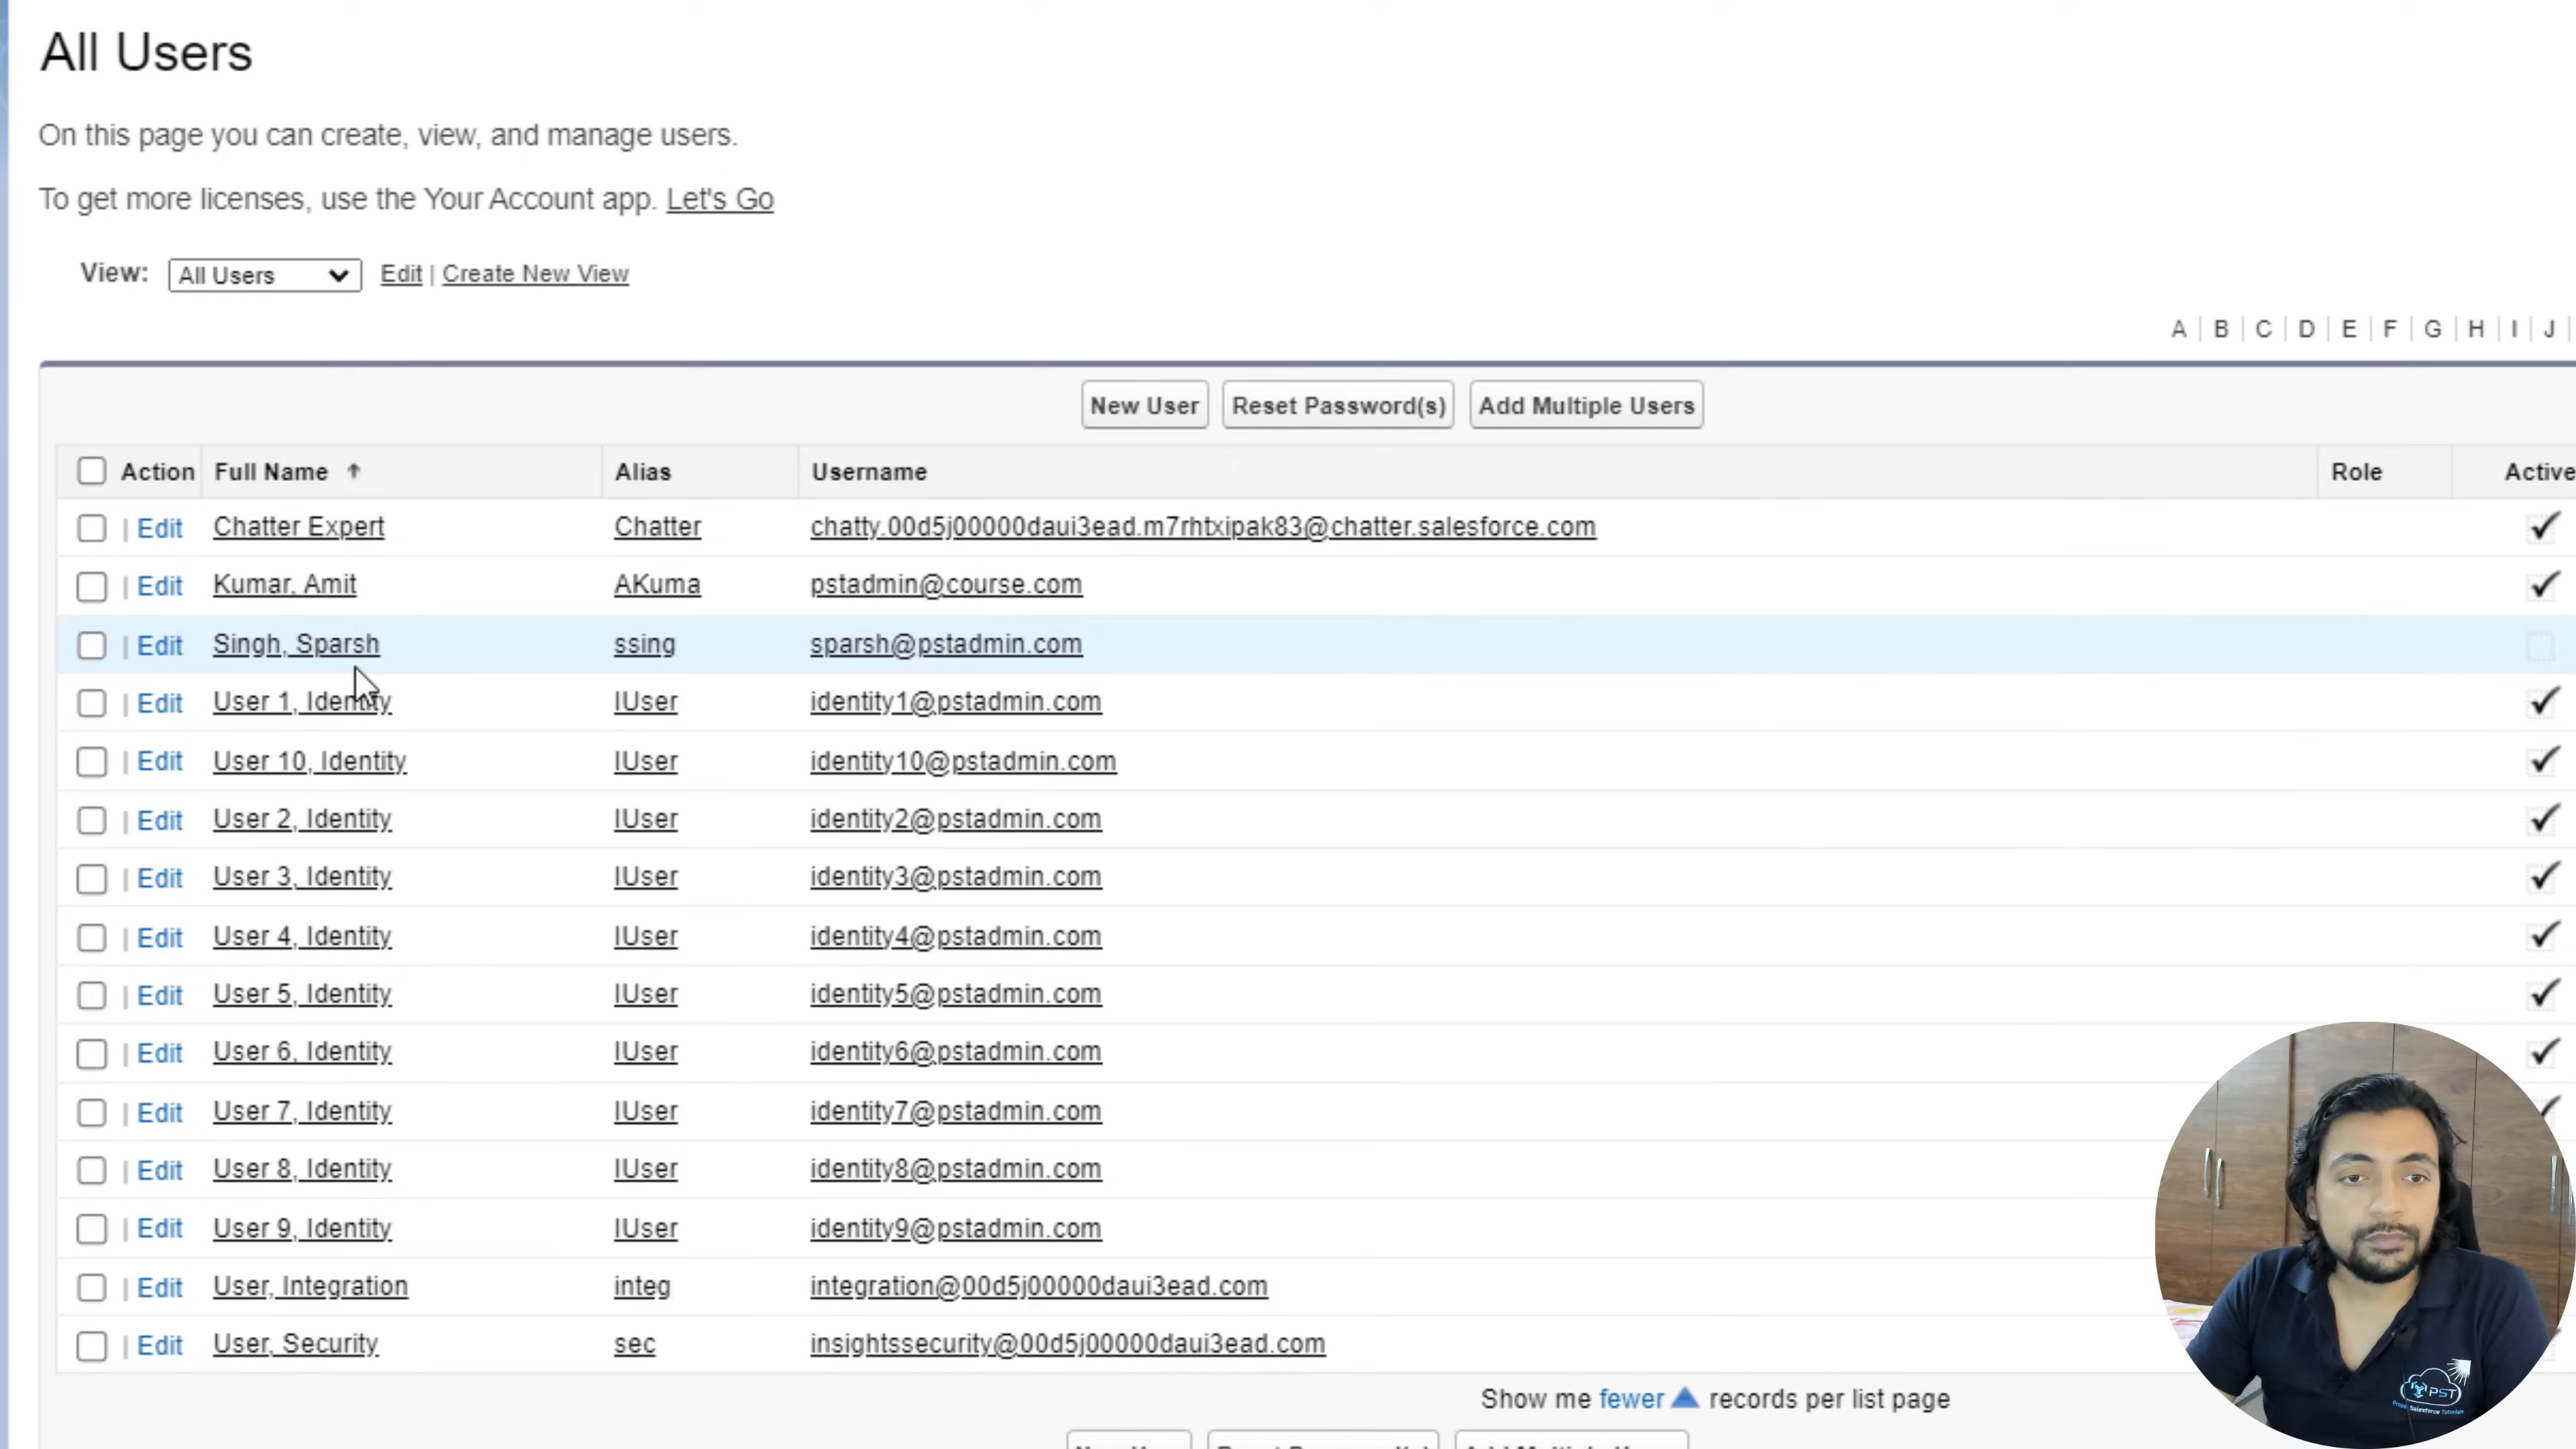 All Users
On this page you can create, view, and manage users.
To get more licenses, use the Your Account app. Let's Go
View: All Users Edit | Create New View
A | B | C | D | E | F | G | H | I | J |
New User Reset Password(s) Add Multiple Users
Action Full Name ↑ Alias Username Role Active
| Edit Chatter Expert Chatter chatty.00d5j00000daui3ead.m7rhtxipak83@chatter.salesforce.com
| Edit Kumar, Amit AKuma pstadmin@course.com
| Edit Singh, Sparsh ssing sparsh@pstadmin.com
| Edit User 1, Identity IUser identity1@pstadmin.com
| Edit User 10, Identity IUser identity10@pstadmin.com
| Edit User 2, Identity IUser identity2@pstadmin.com
| Edit User 3, Identity IUser identity3@pstadmin.com
| Edit User 4, Identity IUser identity4@pstadmin.com
| Edit User 5, Identity IUser identity5@pstadmin.com
| Edit User 6, Identity IUser identity6@pstadmin.com
| Edit User 7, Identity IUser identity7@pstadmin.com
| Edit User 8, Identity IUser identity8@pstadmin.com
| Edit User 9, Identity IUser identity9@pstadmin.com
| Edit User, Integration integ integration@00d5j00000daui3ead.com
| Edit User, Security sec insightssecurity@00d5j00000daui3ead.com
Show me fewer records per list page
PST
Salesforce Tutorials